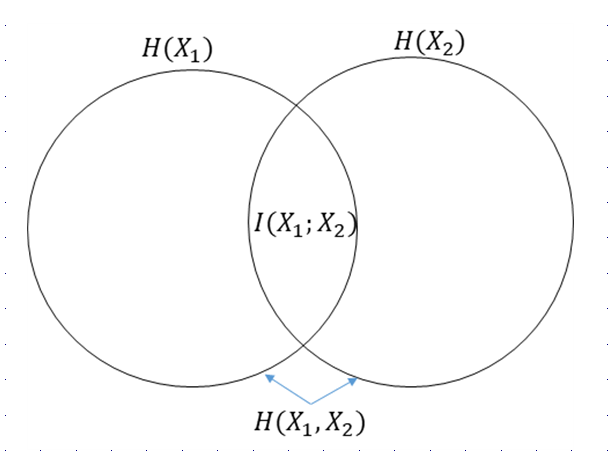 H(X₁)
H(X₂)
I(X₁; X₂)
H(X₁, X₂)